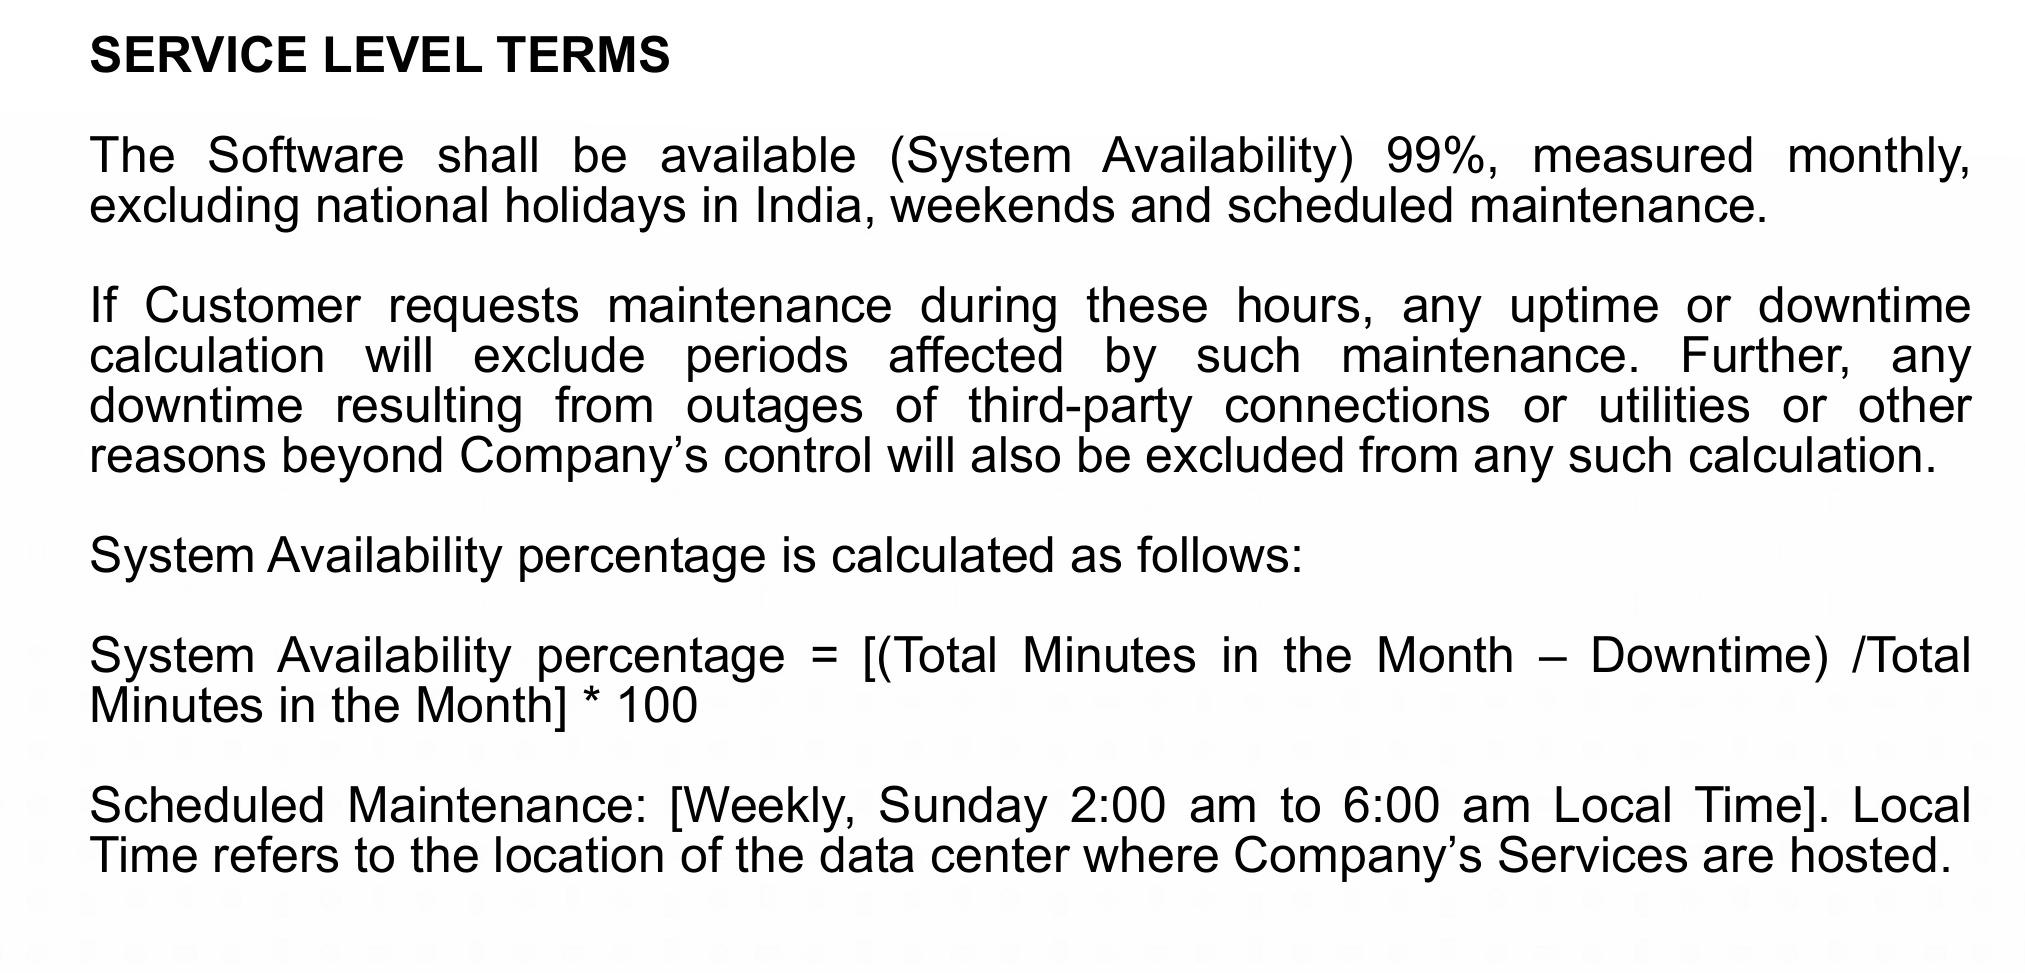 SERVICE LEVEL TERMS
The Software shall be available (System Availability) 99%, measured monthly,
excluding national holidays in India, weekends and scheduled maintenance.
If Customer requests maintenance during these hours, any uptime or downtime
calculation will exclude periods affected by such maintenance. Further, any
downtime resulting from outages of third-party connections or utilities or other
reasons beyond Company’s control will also be excluded from any such calculation.
System Availability percentage is calculated as follows:
System Availability percentage = [(Total Minutes in the Month – Downtime) /Total
Minutes in the Month] * 100
Scheduled Maintenance: [Weekly, Sunday 2:00 am to 6:00 am Local Time]. Local
Time refers to the location of the data center where Company’s Services are hosted.